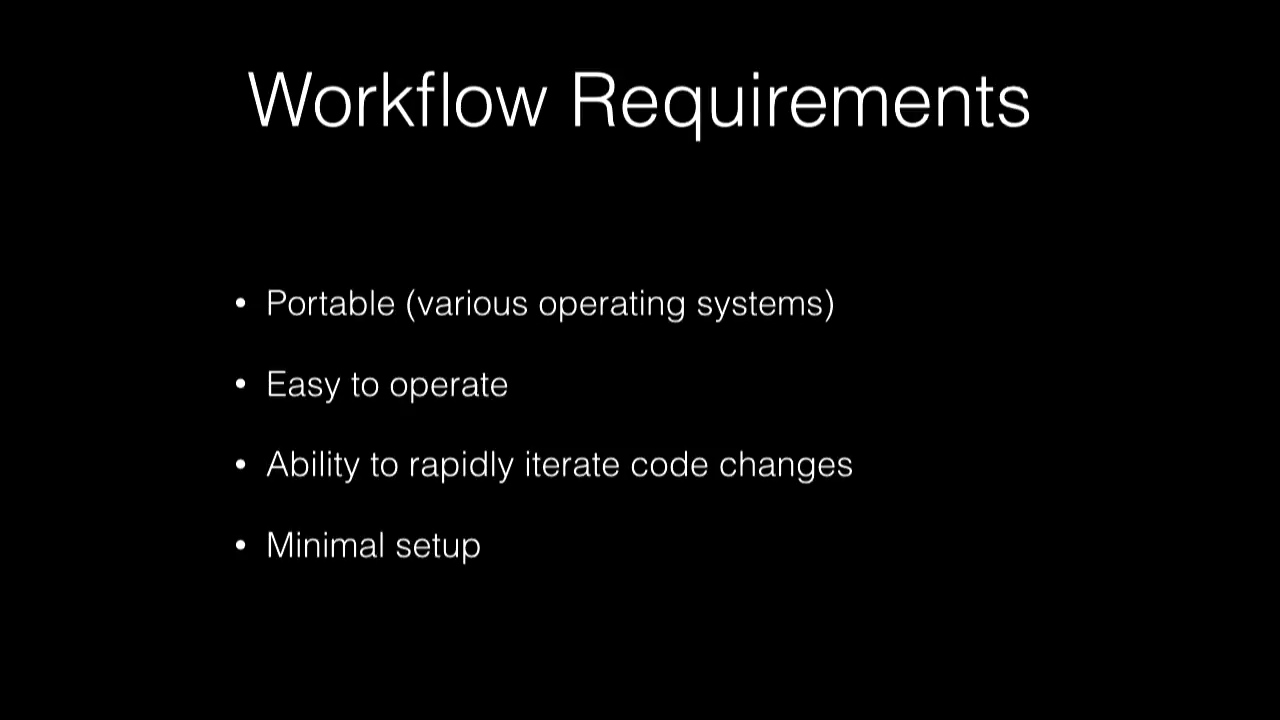 Workflow Requirements
• Portable (various operating systems)
• Easy to operate
• Ability to rapidly iterate code changes
• Minimal setup